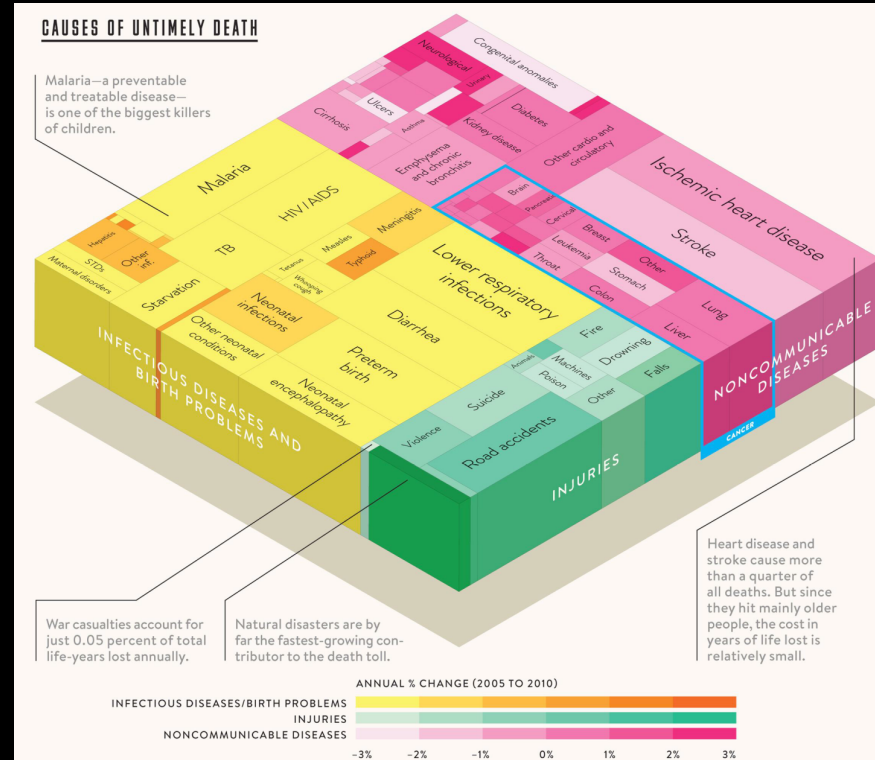 CAUSES OF UNTIMELY DEATH
Malaria—a preventable
and treatable disease—
is one of the biggest killers
of children.
Neurological
Congenital anomalies
Urinary
Ulcers
Cirrhosis
Asthma
Diabetes
Kidney disease
Other cardio and
circulatory
Emphysema
and chronic
bronchitis
Ischemic heart disease
Stroke
Brain
Pancreatic
Cervical
Breast
Leukemia
Other
Throat
Stomach
Colon
Lung
Liver
Malaria
HIV/AIDS
Meningitis
Measles
Typhoid
Tetanus
Whooping
cough
TB
Hepatitis
Other
inf.
STDs
Maternal disorders
Starvation
Lower respiratory
infections
Diarrhea
Neonatal
infections
Other neonatal
conditions
Preterm
birth
Neonatal
encephalopathy
Fire
Drowning
Animals
Machines
Poison
Falls
Other
Suicide
Violence
Road accidents
INFECTIOUS DISEASES AND
BIRTH PROBLEMS
INJURIES
NONCOMMUNICABLE
DISEASES
CANCER
War casualties account for
just 0.05 percent of total
life-years lost annually.
Natural disasters are by
far the fastest-growing con-
tributor to the death toll.
Heart disease and
stroke cause more
than a quarter of
all deaths. But since
they hit mainly older
people, the cost in
years of life lost is
relatively small.
ANNUAL % CHANGE (2005 TO 2010)
INFECTIOUS DISEASES/BIRTH PROBLEMS
INJURIES
NONCOMMUNICABLE DISEASES
–3% –2% –1% 0% 1% 2% 3%